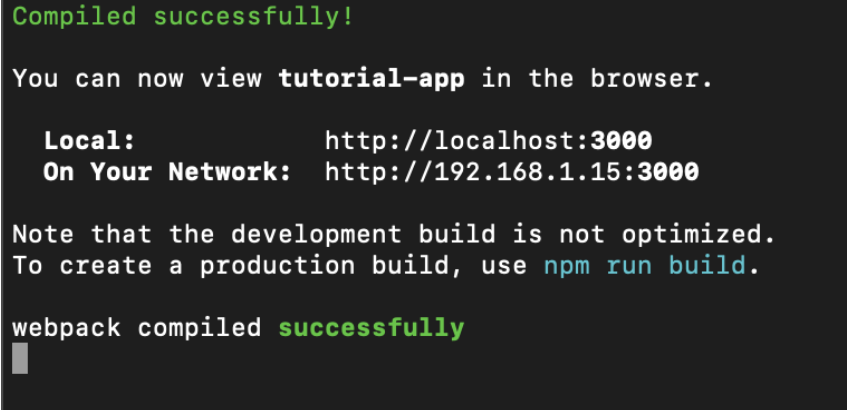 Compiled successfully!
You can now view tutorial-app in the browser.
Local: http://localhost:3000
On Your Network: http://192.168.1.15:3000
Note that the development build is not optimized.
To create a production build, use npm run build.
webpack compiled successfully